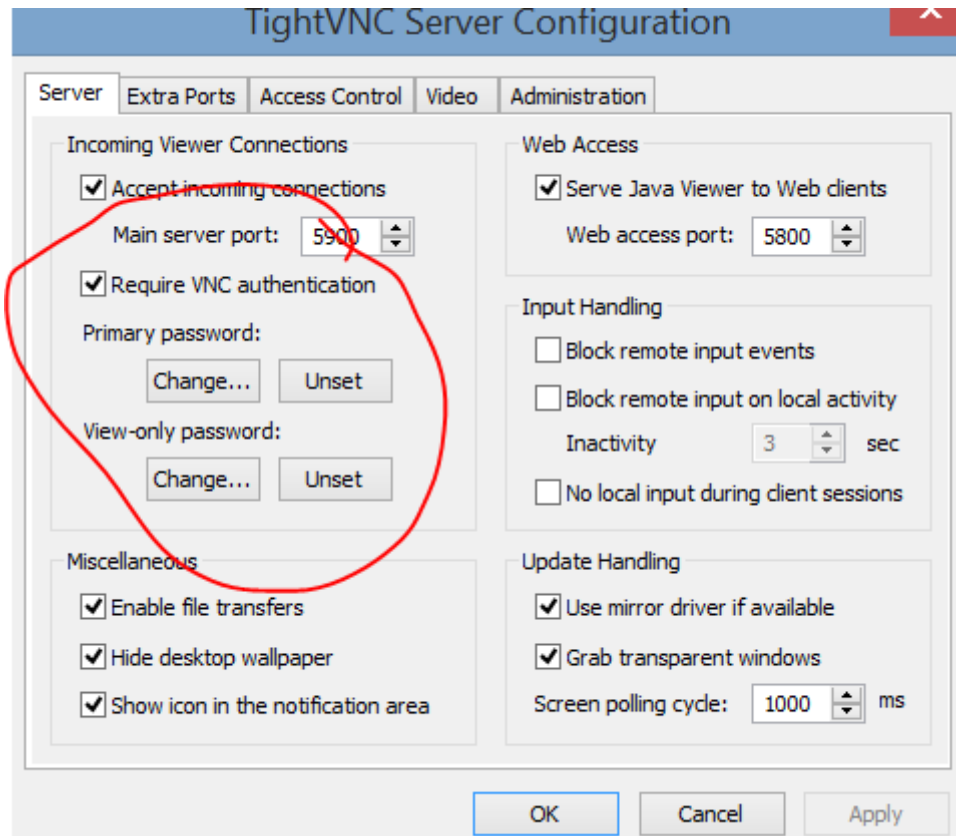 TightVNC Server Configuration
Server Extra Ports Access Control Video Administration
Incoming Viewer Connections
Accept incoming connections
Main server port: 5900
Require VNC authentication
Primary password:
Change... Unset
View-only password:
Change... Unset
Web Access
Serve Java Viewer to Web clients
Web access port: 5800
Input Handling
Block remote input events
Block remote input on local activity
Inactivity 3 sec
No local input during client sessions
Miscellaneous
Enable file transfers
Hide desktop wallpaper
Show icon in the notification area
Update Handling
Use mirror driver if available
Grab transparent windows
Screen polling cycle: 1000 ms
OK Cancel Apply